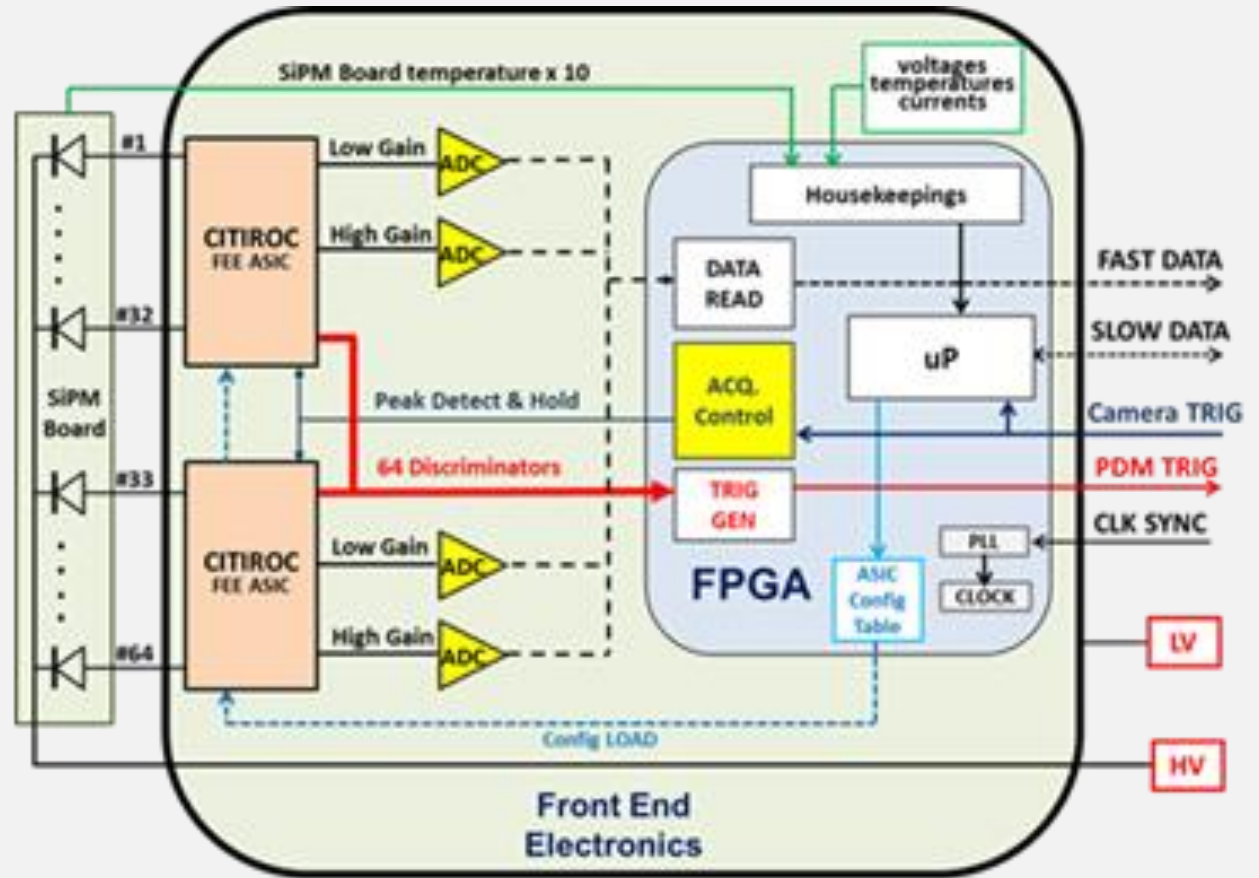 SiPM Board temperature x 10
voltages
temperatures
currents
#1
Low Gain
ADC
Housekeepings
CITIROC
FEE ASIC
High Gain
ADC
DATA
READ
FAST DATA
#32
SLOW DATA
uP
SiPM
Board
Peak Detect & Hold
ACQ.
Control
Camera TRIG
#33
64 Discriminators
TRIG
GEN
PDM TRIG
CLK SYNC
PLL
CITIROC
FEE ASIC
Low Gain
ADC
FPGA
ASIC
Config
Table
CLOCK
High Gain
ADC
#64
LV
Config LOAD
HV
Front End
Electronics